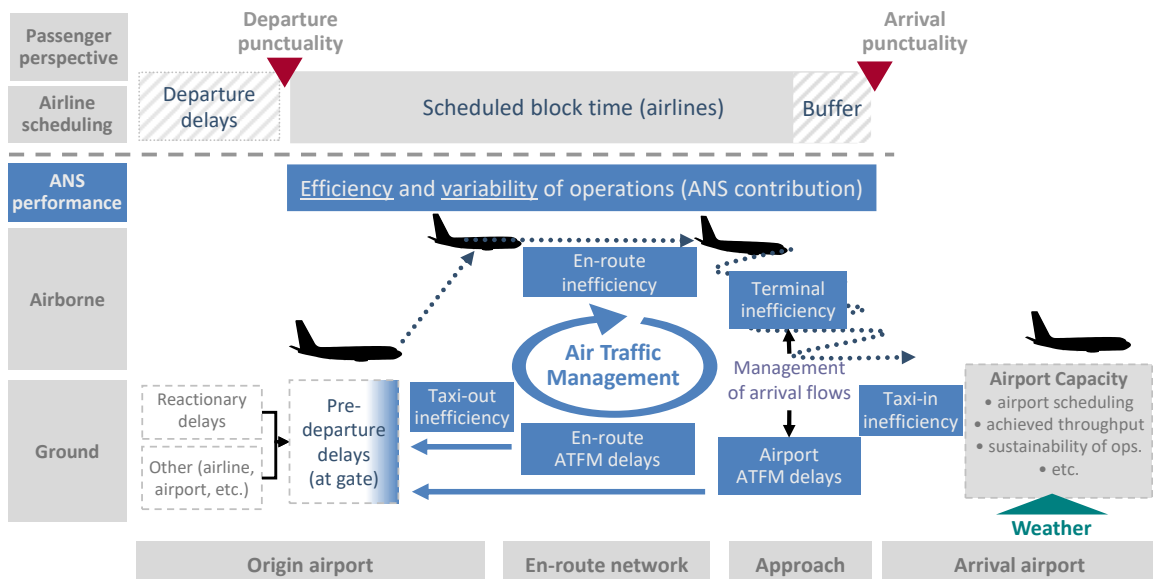 Passenger
perspective
Departure
punctuality
Arrival
punctuality
Airline
scheduling
Departure
delays
Scheduled block time (airlines)
Buffer
ANS
performance
Efficiency and variability of operations (ANS contribution)
Airborne
En-route
inefficiency
Terminal
inefficiency
Air Traffic
Management
Management
of arrival flows
Ground
Reactionary
delays
Other (airline,
airport, etc.)
Pre-
departure
delays
(at gate)
Taxi-out
inefficiency
En-route
ATFM delays
Airport
ATFM delays
Taxi-in
inefficiency
Airport Capacity
• airport scheduling
• achieved throughput
• sustainability of ops.
• etc.
Weather
Origin airport
En-route network
Approach
Arrival airport